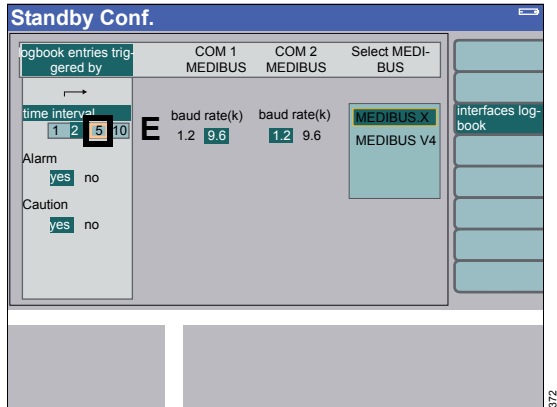 Standby Conf.
logbook entries trig-
gered by
COM 1
MEDIBUS
COM 2
MEDIBUS
Select MEDI-
BUS
time interval
1 2 5 10
E
baud rate(k)
1.2 9.6
baud rate(k)
1.2 9.6
MEDIBUS.X
MEDIBUS V4
interfaces log-
book
Alarm
yes no
Caution
yes no
372